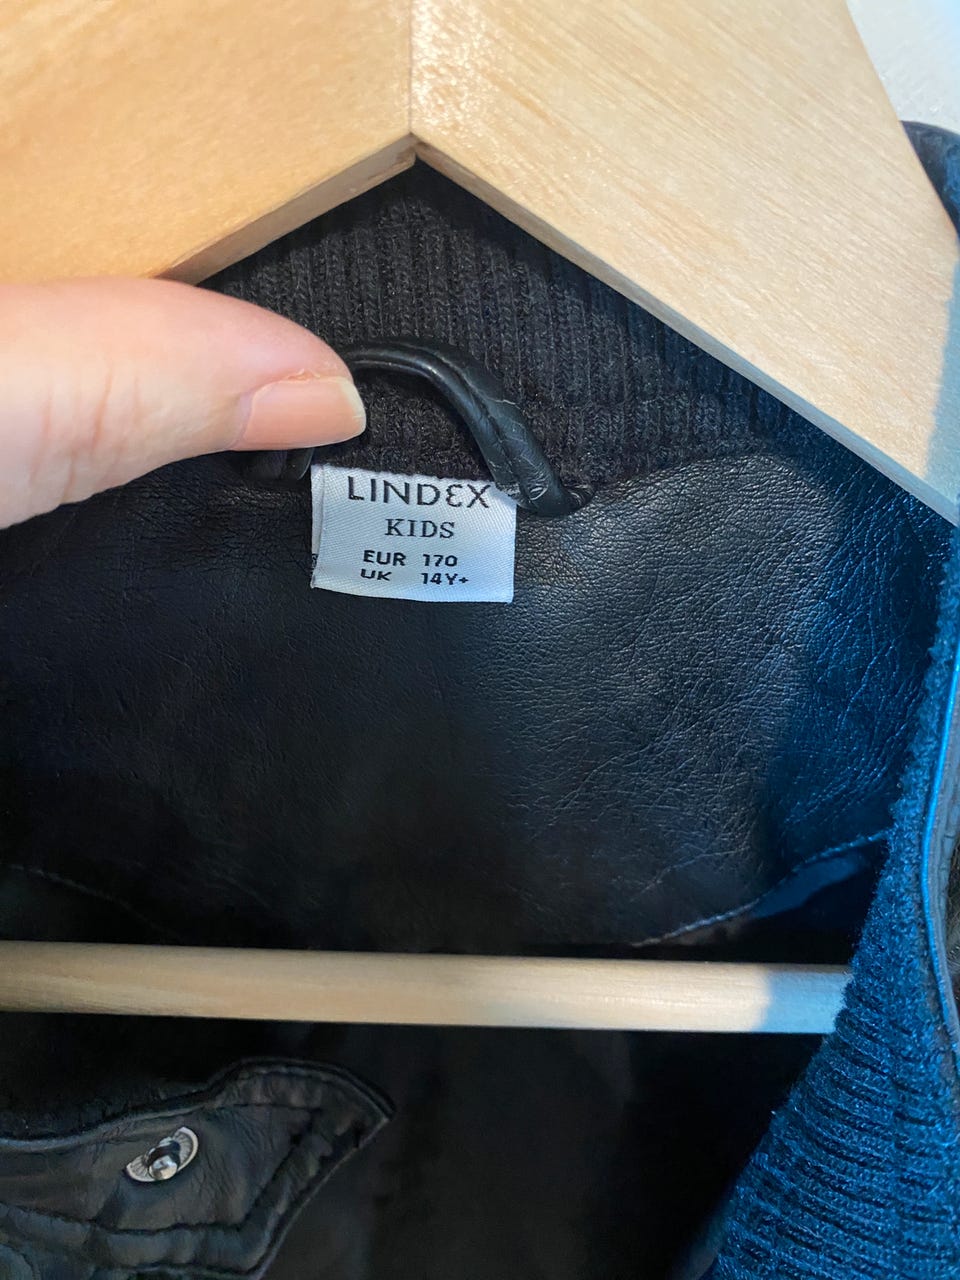 LINDEX
KIDS
EUR 170
UK 14Y+